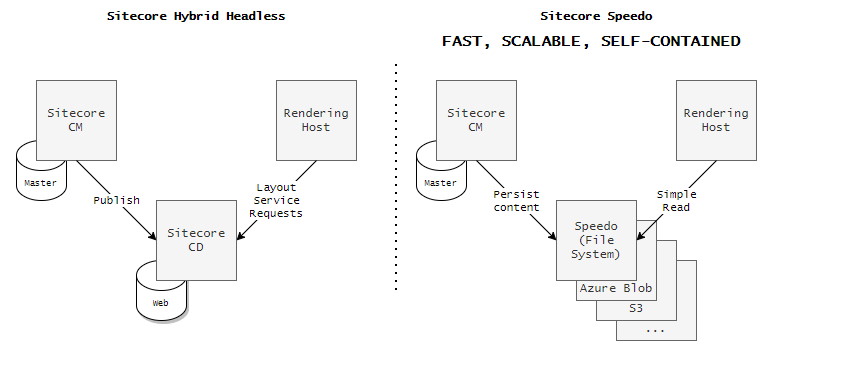 Sitecore Hybrid Headless
Sitecore
CM
Rendering
Host
Master
Publish
Layout
Service
Requests
Sitecore
CD
Web
Sitecore Speedo
FAST, SCALABLE, SELF-CONTAINED
Sitecore
CM
Rendering
Host
Master
Persist
content
Simple
Read
Speedo
(File
System)
Azure Blob
S3
...